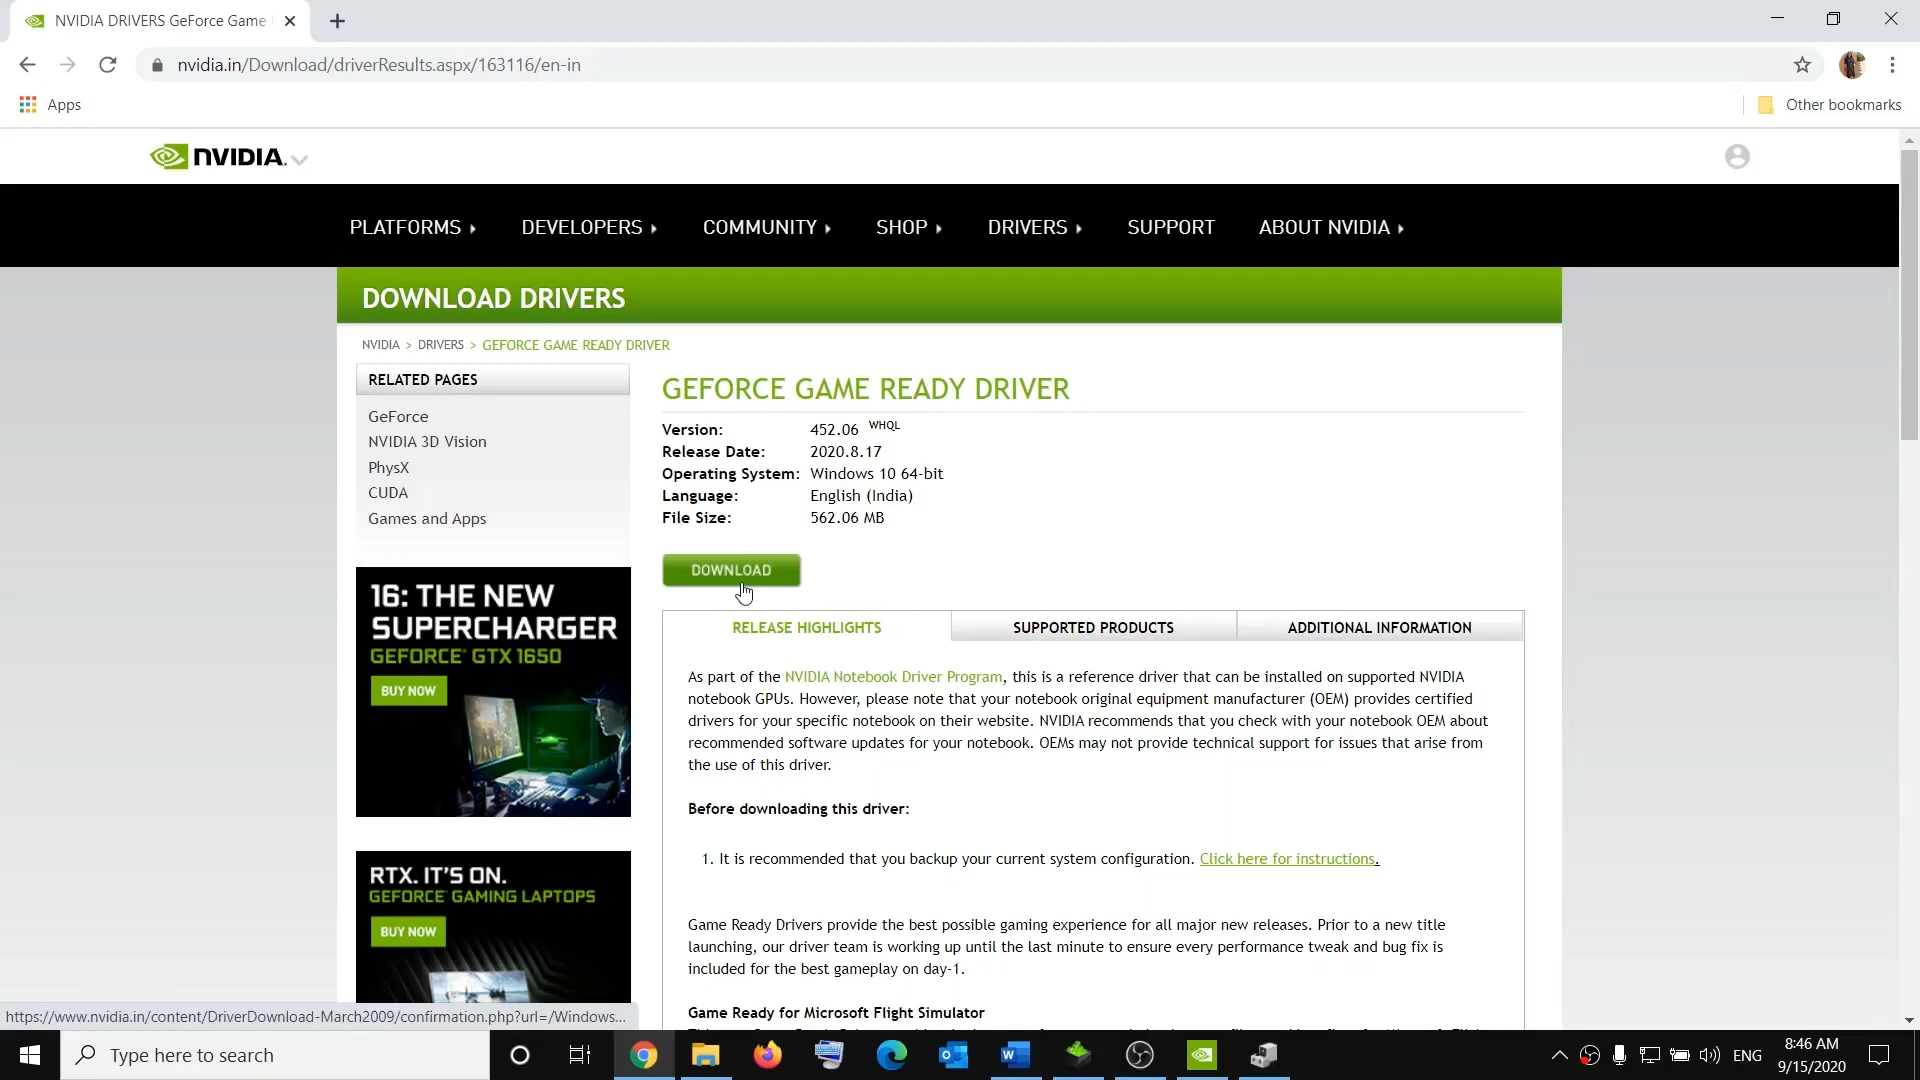 NVIDIA DRIVERS GeForce Game
nvidia.in/Download/driverResults.aspx/163116/en-in
Apps
Other bookmarks
NVIDIA.
PLATFORMS
DEVELOPERS
COMMUNITY
SHOP
DRIVERS
SUPPORT
ABOUT NVIDIA
DOWNLOAD DRIVERS
NVIDIA > DRIVERS > GEFORCE GAME READY DRIVER
RELATED PAGES
GeForce
NVIDIA 3D Vision
PhysX
CUDA
Games and Apps
16: THE NEW
SUPERCHARGER
GEFORCE® GTX 1650
BUY NOW
RTX. IT'S ON.
GEFORCE® GAMING LAPTOPS
BUY NOW
GEFORCE GAME READY DRIVER
Version: 452.06 WHQL
Release Date: 2020.8.17
Operating System: Windows 10 64-bit
Language: English (India)
File Size: 562.06 MB
DOWNLOAD
RELEASE HIGHLIGHTS
SUPPORTED PRODUCTS
ADDITIONAL INFORMATION
As part of the NVIDIA Notebook Driver Program, this is a reference driver that can be installed on supported NVIDIA
notebook GPUs. However, please note that your notebook original equipment manufacturer (OEM) provides certified
drivers for your specific notebook on their website. NVIDIA recommends that you check with your notebook OEM about
recommended software updates for your notebook. OEMs may not provide technical support for issues that arise from
the use of this driver.
Before downloading this driver:
1. It is recommended that you backup your current system configuration. Click here for instructions.
Game Ready Drivers provide the best possible gaming experience for all major new releases. Prior to a new title
launching, our driver team is working up until the last minute to ensure every performance tweak and bug fix is
included for the best gameplay on day-1.
Game Ready for Microsoft Flight Simulator
https://www.nvidia.in/content/DriverDownload-March2009/confirmation.php?url=/Windows...
Type here to search
ENG
8:46 AM
9/15/2020